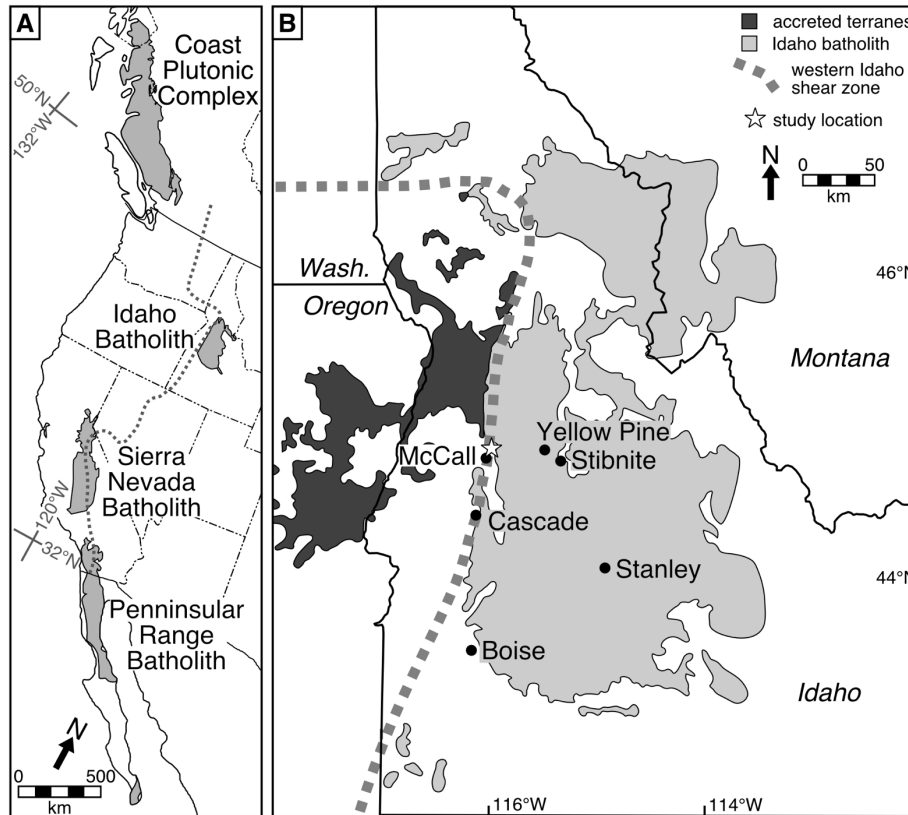 A
Coast
Plutonic
Complex
50°N
132°W
Idaho
Batholith
Sierra
Nevada
Batholith
120°W
32°N
Penninsular
Range
Batholith
N
0 500
km
B
accreted terranes
Idaho batholith
western Idaho
shear zone
study location
N
0 50
km
Wash.
Oregon
46°N
Montana
Yellow Pine
McCall
Stibnite
Cascade
Stanley
44°N
Boise
Idaho
116°W
114°W